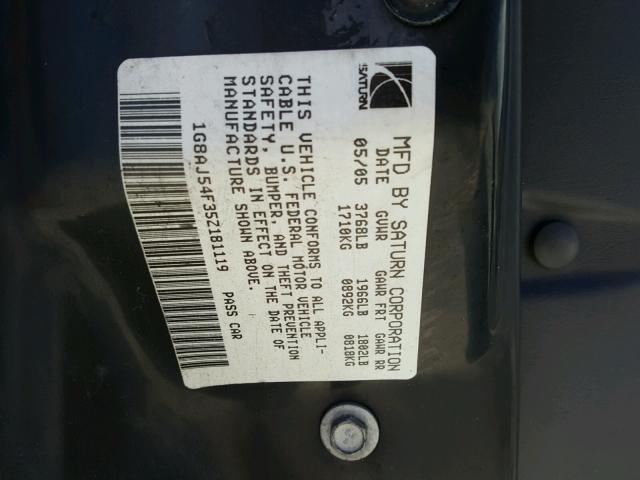 SATURN
MFD BY SATURN CORPORATION
DATE GVWR GAWR FRT GAWR RR
05/05 3768LB 1966LB 1802LB
1710KG 0892KG 0818KG
THIS VEHICLE CONFORMS TO ALL APPLI-
CABLE U.S. FEDERAL MOTOR VEHICLE
SAFETY, BUMPER, AND THEFT PREVENTION
STANDARDS IN EFFECT ON THE DATE OF
MANUFACTURE SHOWN ABOVE.
1G8AJ54F35Z181119 PASS CAR